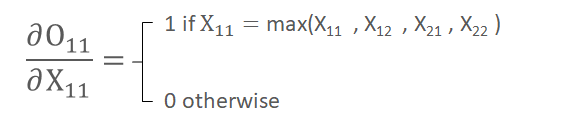 ∂O₁₁/∂X₁₁ =
1 if X₁₁ = max(X₁₁ , X₁₂ , X₂₁ , X₂₂ )
0 otherwise